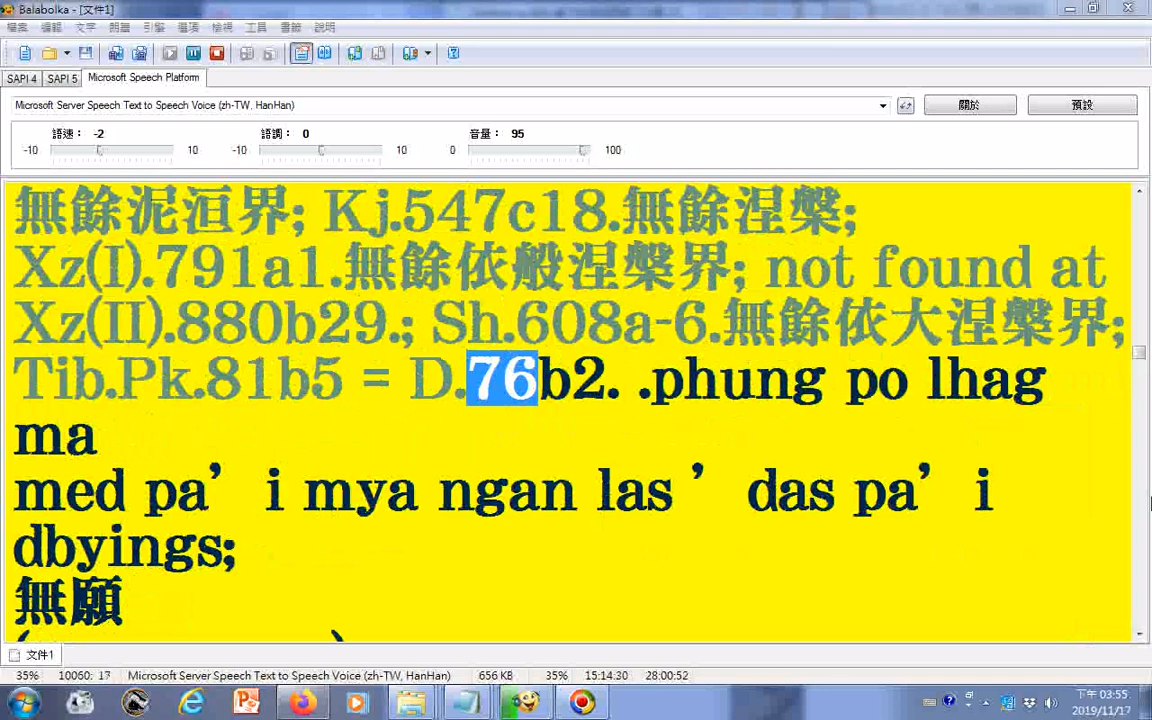 Balabolka - [文件1]
檔案 編輯 文字 朗讀 引擎 選項 檢視 工具 書籤 說明
SAPI 4 SAPI 5 Microsoft Speech Platform
Microsoft Server Speech Text to Speech Voice (zh-TW, HanHan)
關於 預設
語速： -2 語調： 0 音量： 95
-10 10 -10 10 0 100
無餘泥洹界; Kj.547c18.無餘涅槃;
Xz(I).791a1.無餘依般涅槃界; not found at
Xz(II).880b29.; Sh.608a-6.無餘依大涅槃界;
Tib.Pk.81b5 = D.76b2. .phung po lhag
ma
med pa’i mya ngan las ’das pa’i
dbyings;
無願
文件1
35% 10060: 17 Microsoft Server Speech Text to Speech Voice (zh-TW, HanHan) 656 KB 35% 15:14:30 28:00:52
下午 03:55
2019/11/17